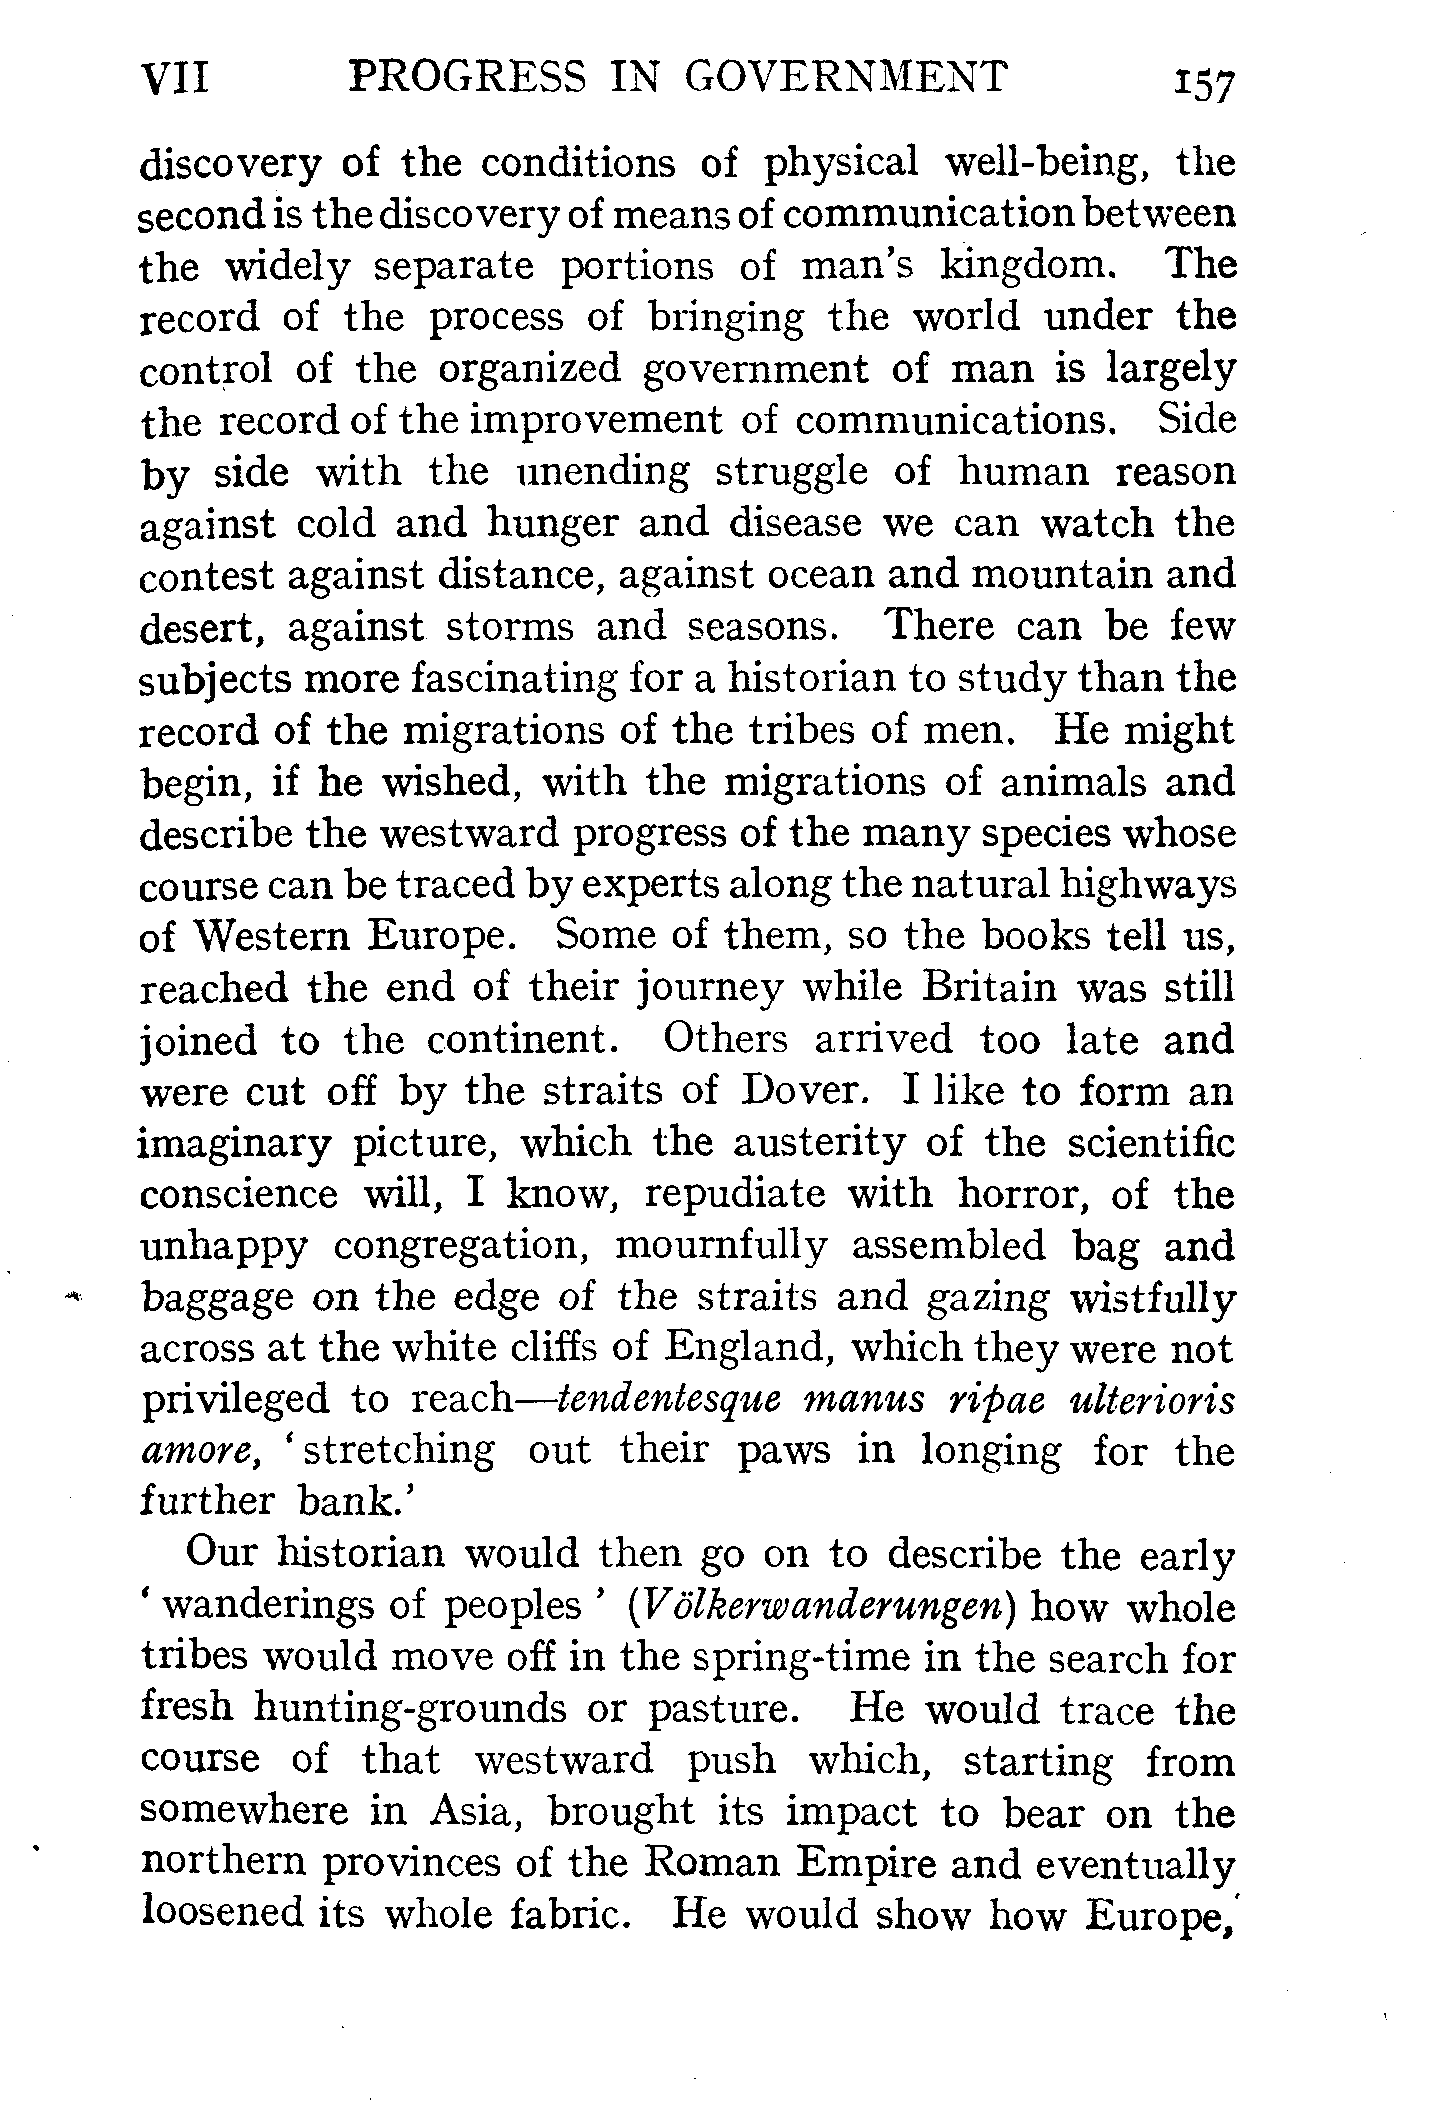 VII PROGRESS IN GOVERNMENT 157
discovery of the conditions of physical well-being, the
second is the discovery of means of communication between
the widely separate portions of man's kingdom. The
record of the process of bringing the world under the
control of the organized government of man is largely
the record of the improvement of communications. Side
by side with the unending struggle of human reason
against cold and hunger and disease we can watch the
contest against distance, against ocean and mountain and
desert, against storms and seasons. There can be few
subjects more fascinating for a historian to study than the
record of the migrations of the tribes of men. He might
begin, if he wished, with the migrations of animals and
describe the westward progress of the many species whose
course can be traced by experts along the natural highways
of Western Europe. Some of them, so the books tell us,
reached the end of their journey while Britain was still
joined to the continent. Others arrived too late and
were cut off by the straits of Dover. I like to form an
imaginary picture, which the austerity of the scientific
conscience will, I know, repudiate with horror, of the
unhappy congregation, mournfully assembled bag and
baggage on the edge of the straits and gazing wistfully
across at the white cliffs of England, which they were not
privileged to reach—tendentesque manus ripae ulterioris
amore, ‘stretching out their paws in longing for the
further bank.’
Our historian would then go on to describe the early
‘ wanderings of peoples ’ (Völkerwanderungen) how whole
tribes would move off in the spring-time in the search for
fresh hunting-grounds or pasture. He would trace the
course of that westward push which, starting from
somewhere in Asia, brought its impact to bear on the
northern provinces of the Roman Empire and eventually
loosened its whole fabric. He would show how Europe,